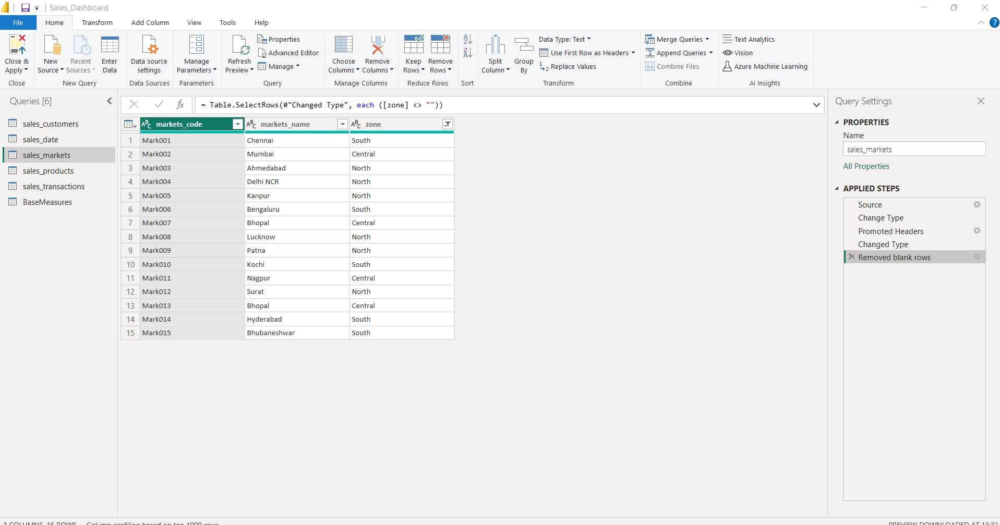 Sales_Dashboard
File Home Transform Add Column View Tools Help
Close & Apply
Close
New Source
Recent Sources
Enter Data
New Query
Data source settings
Data Sources
Manage Parameters
Parameters
Refresh Preview
Properties
Advanced Editor
Manage
Query
Choose Columns
Remove Columns
Manage Columns
Keep Rows
Remove Rows
Reduce Rows
Sort
Split Column
Group By
Data Type: Text
Use First Row as Headers
Replace Values
Transform
Merge Queries
Append Queries
Combine Files
Combine
Text Analytics
Vision
Azure Machine Learning
AI Insights
Queries [6]
sales_customers
sales_date
sales_markets
sales_products
sales_transactions
BaseMeasures
fx = Table.SelectRows(#"Changed Type", each ([zone] <> ""))
markets_code markets_name zone
1 Mark001 Chennai South
2 Mark002 Mumbai Central
3 Mark003 Ahmedabad North
4 Mark004 Delhi NCR North
5 Mark005 Kanpur North
6 Mark006 Bengaluru South
7 Mark007 Bhopal Central
8 Mark008 Lucknow North
9 Mark009 Patna North
10 Mark010 Kochi South
11 Mark011 Nagpur Central
12 Mark012 Surat North
13 Mark013 Bhopal Central
14 Mark014 Hyderabad South
15 Mark015 Bhubaneshwar South
Query Settings
PROPERTIES
Name
sales_markets
All Properties
APPLIED STEPS
Source
Change Type
Promoted Headers
Changed Type
Removed blank rows
3 COLUMNS, 15 ROWS Column profiling based on top 1000 rows
PREVIEW DOWNLOADED AT 13:32